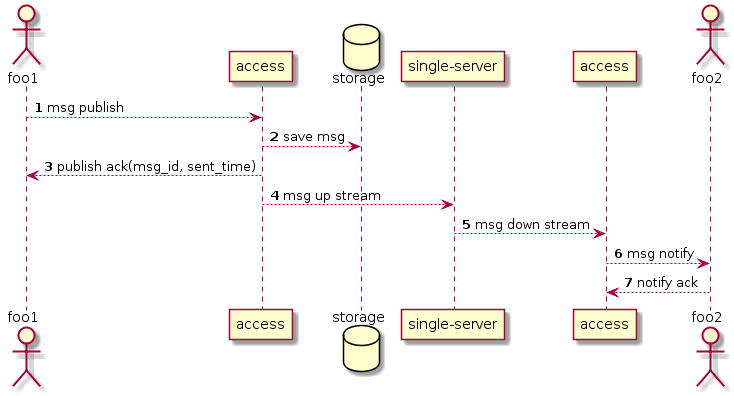 foo1
access
storage
single-server
access
foo2
1 msg publish
2 save msg
3 publish ack(msg_id, sent_time)
4 msg up stream
5 msg down stream
6 msg notify
7 notify ack
foo1
access
storage
single-server
access
foo2